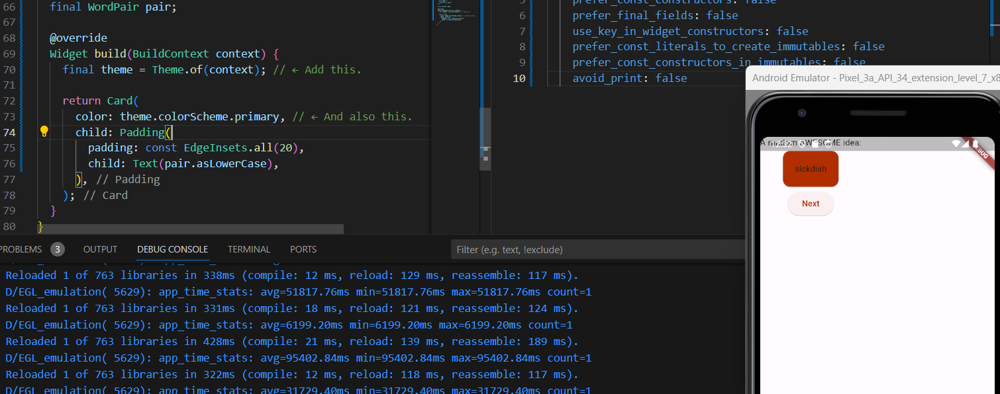 66 final WordPair pair;
67
68 @override
69 Widget build(BuildContext context) {
70 final theme = Theme.of(context); // ← Add this.
71
72 return Card(
73 color: theme.colorScheme.primary, // ← And also this.
74 child: Padding(
75 padding: const EdgeInsets.all(20),
76 child: Text(pair.asLowerCase),
77 ), // Padding
78 ); // Card
79 }
80 }
5 prefer_const_constructors: false
6 prefer_final_fields: false
7 use_key_in_widget_constructors: false
8 prefer_const_literals_to_create_immutables: false
9 prefer_const_constructors_in_immutables: false
10 avoid_print: false
Android Emulator - Pixel_3a_API_34_extension_level_7_x8
A random AWESOME idea:
DEBUG
sickdish
Next
PROBLEMS 3 OUTPUT DEBUG CONSOLE TERMINAL PORTS Filter (e.g. text, !exclude)
Reloaded 1 of 763 libraries in 338ms (compile: 12 ms, reload: 129 ms, reassemble: 117 ms).
D/EGL_emulation( 5629): app_time_stats: avg=51817.76ms min=51817.76ms max=51817.76ms count=1
Reloaded 1 of 763 libraries in 331ms (compile: 18 ms, reload: 121 ms, reassemble: 124 ms).
D/EGL_emulation( 5629): app_time_stats: avg=6199.20ms min=6199.20ms max=6199.20ms count=1
Reloaded 1 of 763 libraries in 428ms (compile: 21 ms, reload: 139 ms, reassemble: 189 ms).
D/EGL_emulation( 5629): app_time_stats: avg=95402.84ms min=95402.84ms max=95402.84ms count=1
Reloaded 1 of 763 libraries in 322ms (compile: 12 ms, reload: 118 ms, reassemble: 117 ms).
D/EGL_emulation( 5629): app_time_stats: avg=31729.40ms min=31729.40ms max=31729.40ms count=1